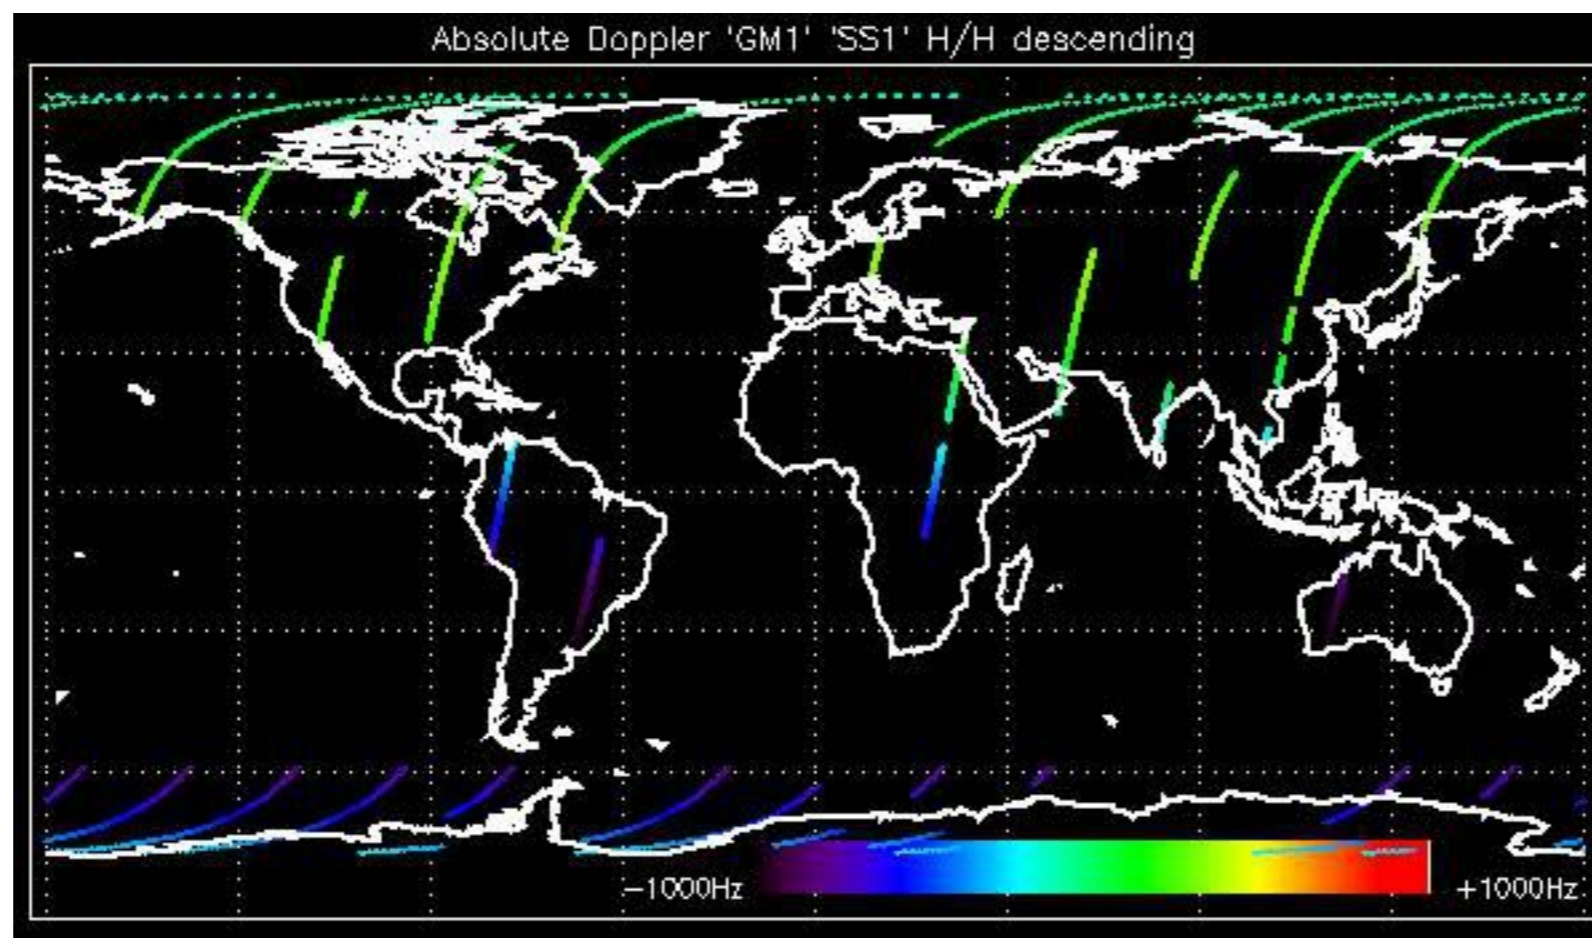 Absolute Doppler 'GM1' 'SS1' H/H descending
−1000Hz
+1000Hz